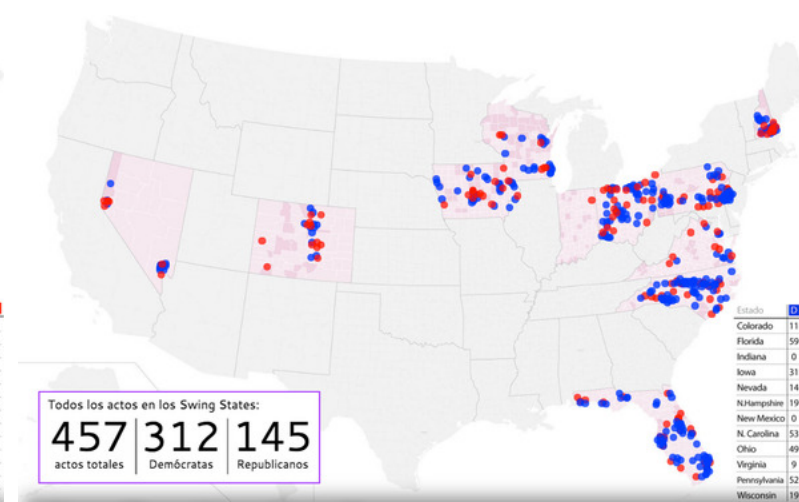 Todos los actos en los Swing States:
457 312 145
actos totales Demócratas Republicanos
Estado D
Colorado 11
Florida 59
Indiana 0
Iowa 31
Nevada 14
N.Hampshire 19
New Mexico 0
N. Carolina 53
Ohio 49
Virginia 9
Pennsylvania 52
Wisconsin 19